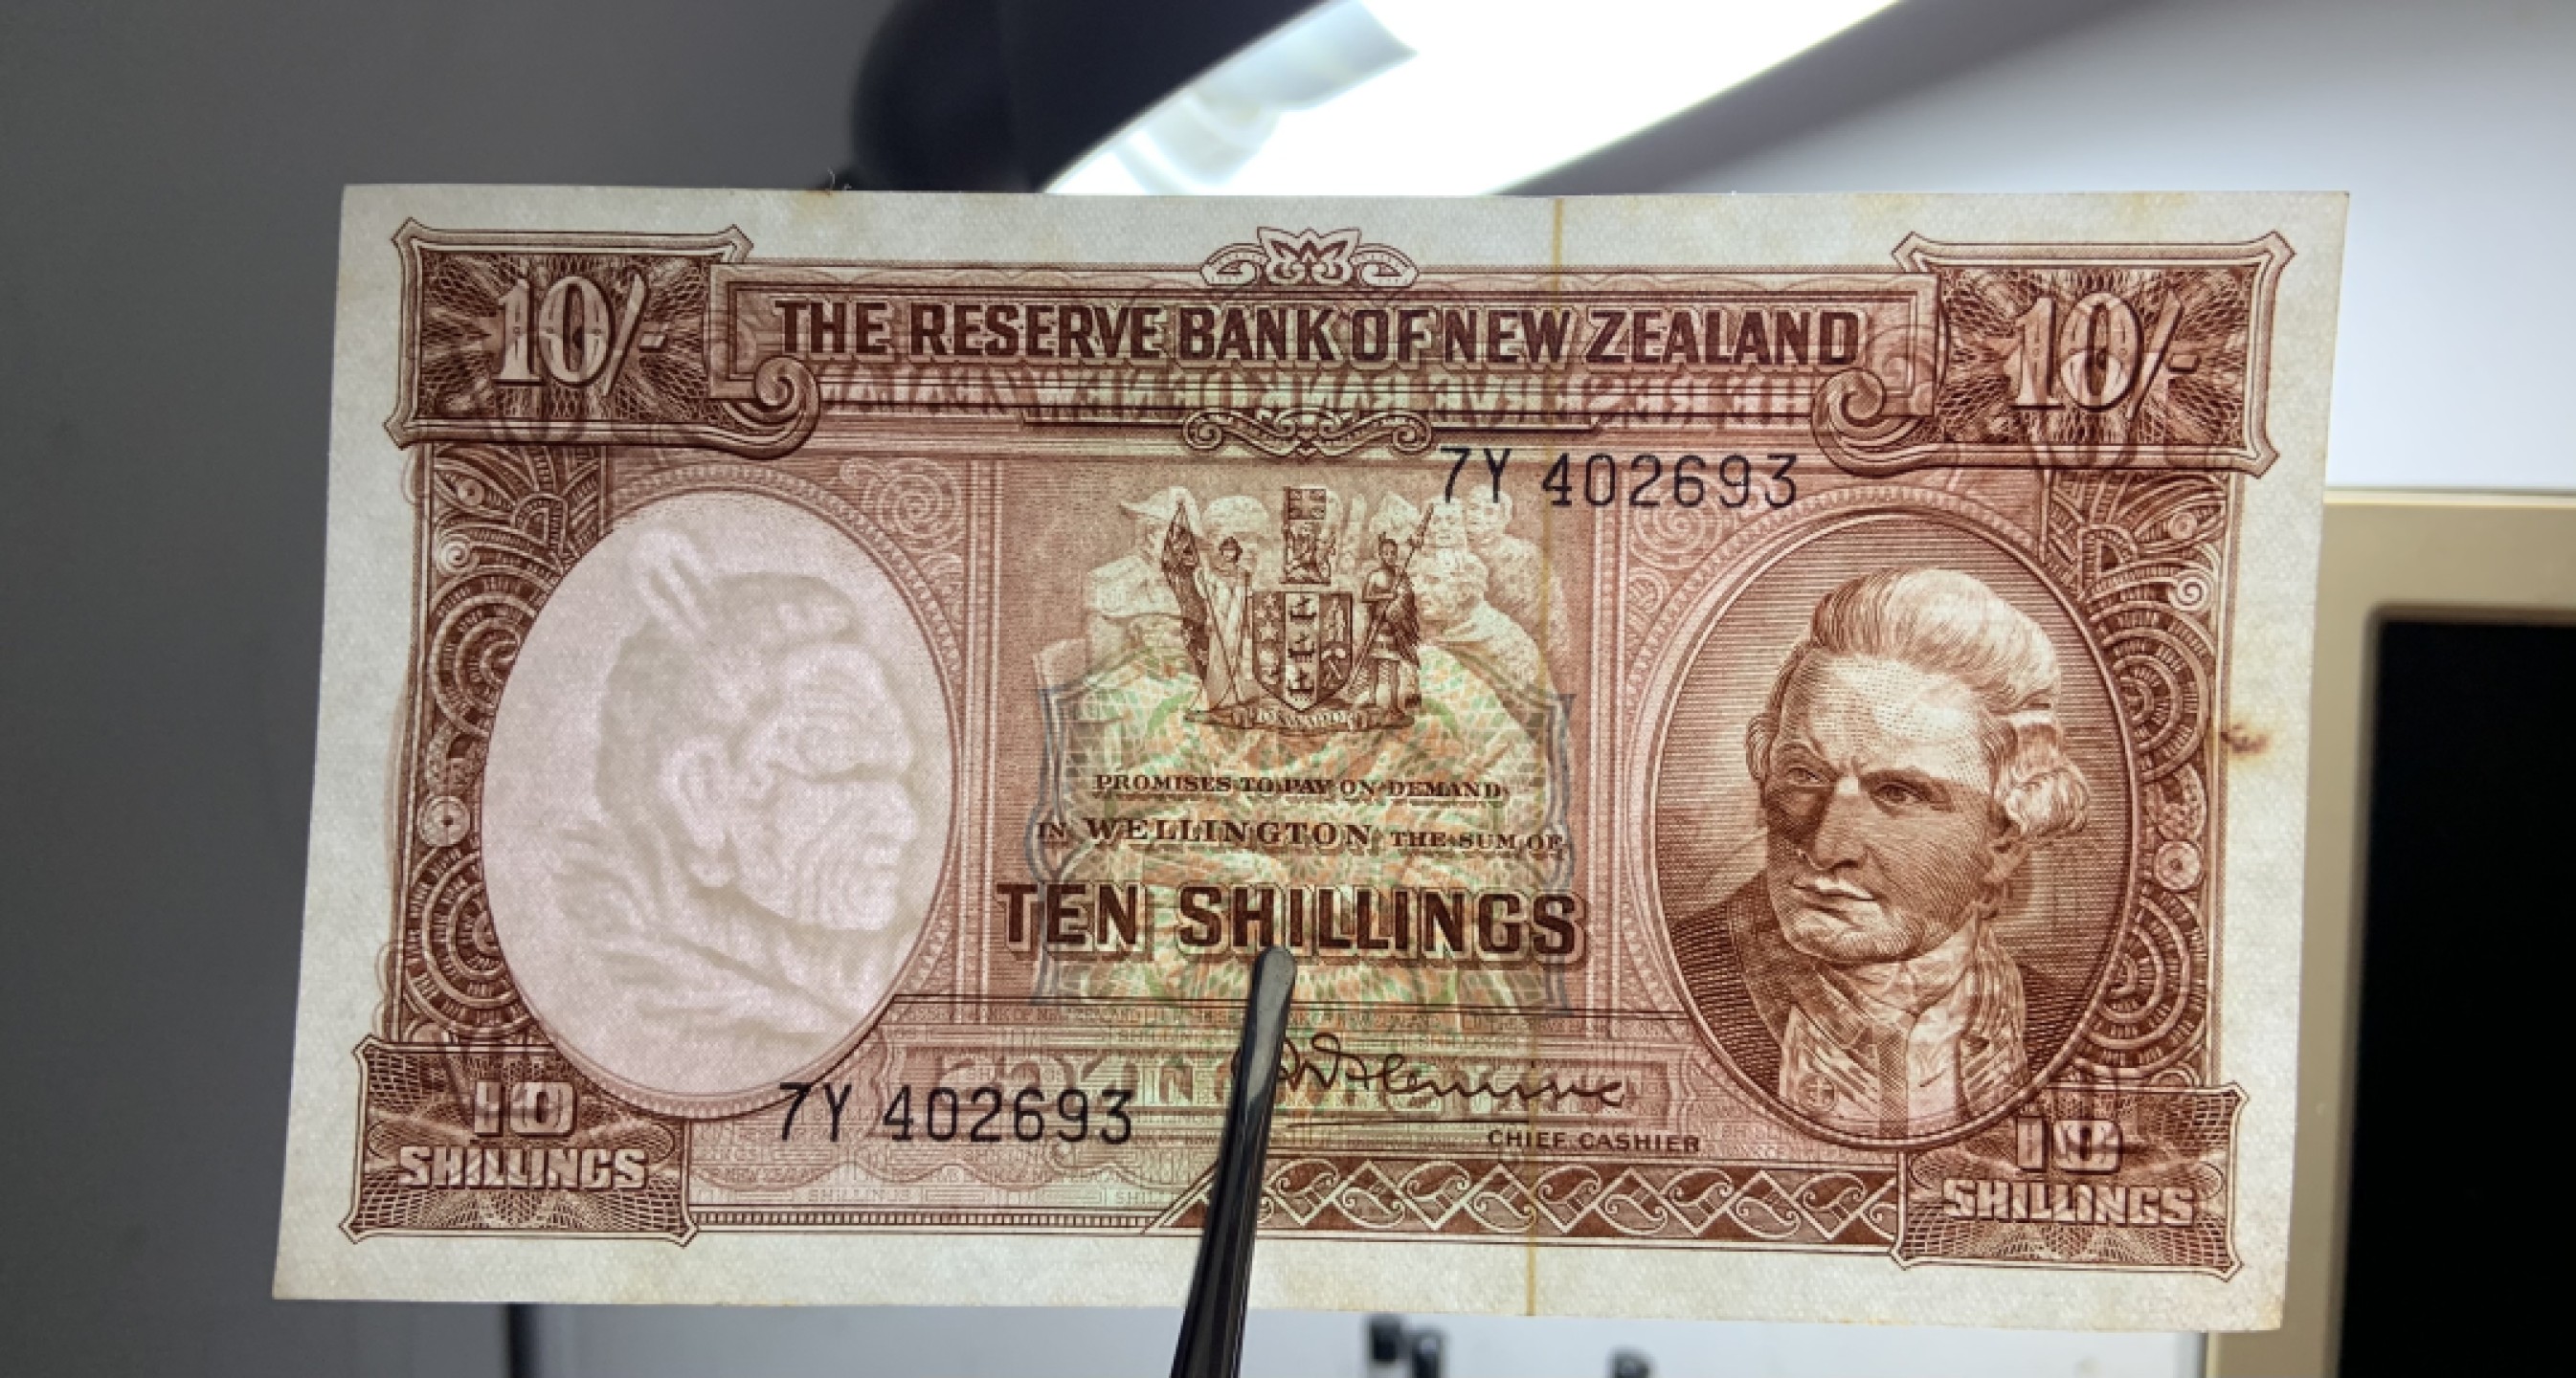 10/-
THE RESERVE BANK OF NEW ZEALAND
10/-
7Y 402693
ONWARD
PROMISES TO PAY ON DEMAND
IN WELLINGTON THE SUM OF
TEN SHILLINGS
7Y 402693
CHIEF CASHIER
10
SHILLINGS
10
SHILLINGS